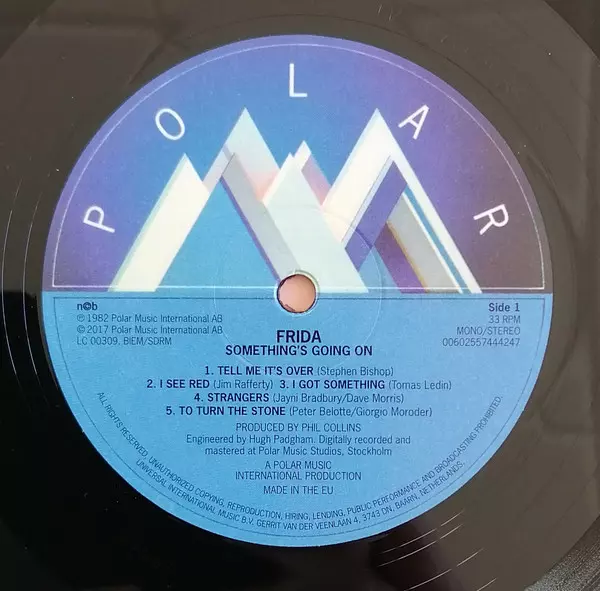 POLAR
n©b
℗ 1982 Polar Music International AB
© 2017 Polar Music International AB
LC 00309. BIEM/SDRM
Side 1
33 RPM
MONO/STEREO
00602557444247
FRIDA
SOMETHING'S GOING ON
1. TELL ME IT'S OVER (Stephen Bishop)
2. I SEE RED (Jim Rafferty) 3. I GOT SOMETHING (Tomas Ledin)
4. STRANGERS (Jayni Bradbury/Dave Morris)
5. TO TURN THE STONE (Peter Belotte/Giorgio Moroder)
PRODUCED BY PHIL COLLINS
Engineered by Hugh Padgham. Digitally recorded and
mastered at Polar Music Studios, Stockholm
A POLAR MUSIC
INTERNATIONAL PRODUCTION
MADE IN THE EU
ALL RIGHTS RESERVED. UNAUTHORIZED COPYING, REPRODUCTION, HIRING, LENDING, PUBLIC PERFORMANCE AND BROADCASTING PROHIBITED.
UNIVERSAL INTERNATIONAL MUSIC B.V. GERRIT VAN DER VEENLAAN 4, 3743 DN, BAARN, NETHERLANDS.